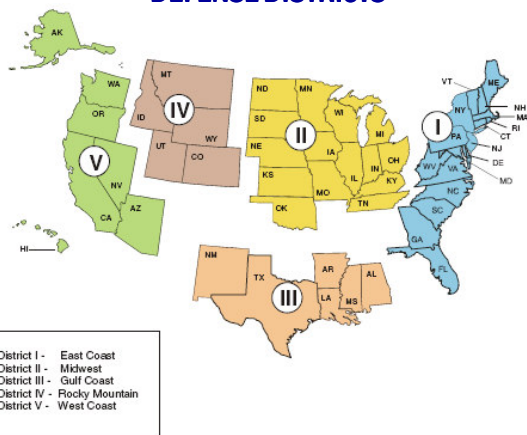 DEFENSE DISTRICTS
AK
WA
OR
V
NV
CA
AZ
HI
MT
ID
IV
WY
UT
CO
ND
MN
SD
II
WI
MI
NE
IA
KS
IL
IN
OH
MO
KY
OK
TN
VT
ME
NY
NH
MA
I
RI
CT
PA
NJ
WV
VA
DE
MD
NC
SC
GA
FL
NM
TX
AR
III
LA
MS
AL
District I - East Coast
District II - Midwest
District III - Gulf Coast
District IV - Rocky Mountain
District V - West Coast